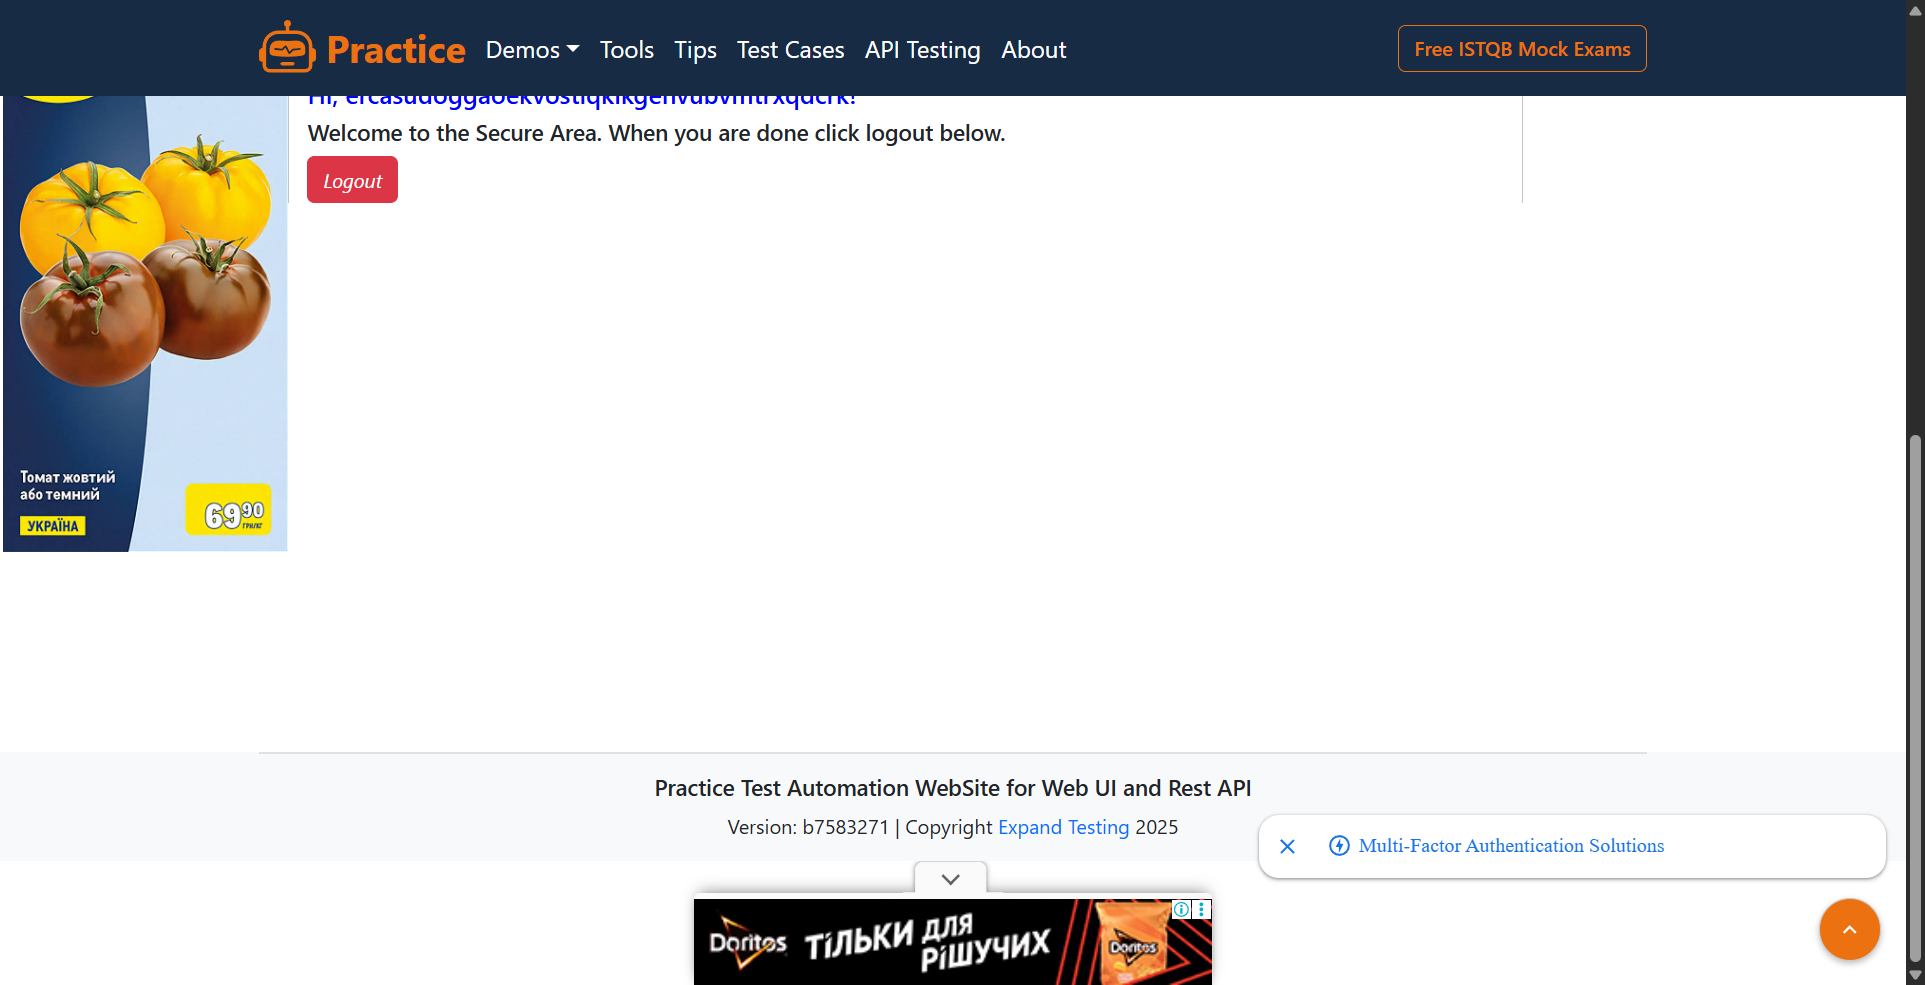 Practice
Demos
Tools
Tips
Test Cases
API Testing
About
Free ISTQB Mock Exams
Welcome to the Secure Area. When you are done click logout below.
Logout
Томат жовтий
або темний
УКРАЇНА
69 90
ГРН/КГ
Practice Test Automation WebSite for Web UI and Rest API
Version: b7583271 | Copyright Expand Testing 2025
Multi-Factor Authentication Solutions
Doritos
ТІЛЬКИ ДЛЯ
РІШУЧИХ
Doritos